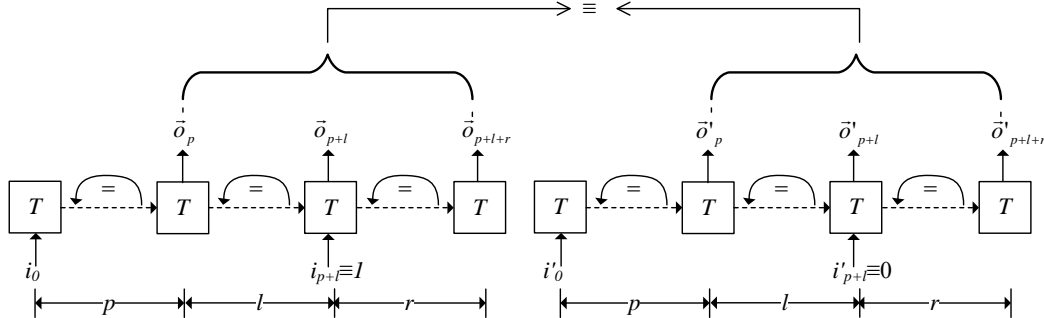 ≡
o⃗p o⃗p+l o⃗p+l+r o⃗'p o⃗'p+l o⃗'p+l+r
= = = = = =
T T T T T T T T
i0 ip+l≡1 i'0 i'p+l≡0
p l r p l r